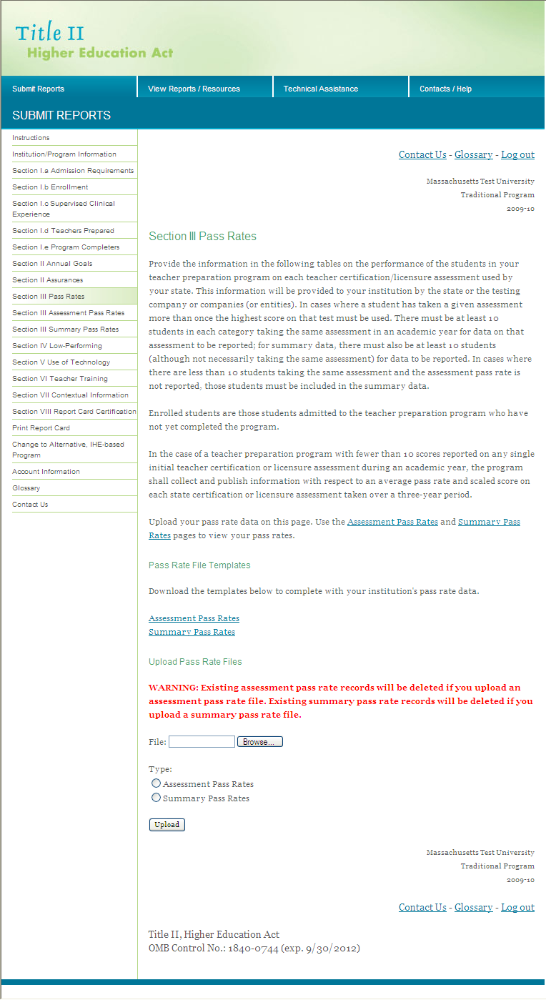 Title II
Higher Education Act
Submit Reports
View Reports / Resources
Technical Assistance
Contacts / Help
SUBMIT REPORTS
Instructions
Institution/Program Information
Section I.a Admission Requirements
Section I.b Enrollment
Section I.c Supervised Clinical
Experience
Section I.d Teachers Prepared
Section I.e Program Completers
Section II Annual Goals
Section II Assurances
Section III Pass Rates
Section III Assessment Pass Rates
Section III Summary Pass Rates
Section IV Low-Performing
Section V Use of Technology
Section VI Teacher Training
Section VII Contextual Information
Section VIII Report Card Certification
Print Report Card
Change to Alternative, IHE-based
Program
Account Information
Glossary
Contact Us
Contact Us - Glossary - Log out
Massachusetts Test University
Traditional Program
2009-10
Section III Pass Rates
Provide the information in the following tables on the performance of the students in your
teacher preparation program on each teacher certification/licensure assessment used by
your state. This information will be provided to your institution by the state or the testing
company or companies (or entities). In cases where a student has taken a given assessment
more than once the highest score on that test must be used. There must be at least 10
students in each category taking the same assessment in an academic year for data on that
assessment to be reported; for summary data, there must also be at least 10 students
(although not necessarily taking the same assessment) for data to be reported. In cases where
there are less than 10 students taking the same assessment and the assessment pass rate is
not reported, those students must be included in the summary data.
Enrolled students are those students admitted to the teacher preparation program who have
not yet completed the program.
In the case of a teacher preparation program with fewer than 10 scores reported on any single
initial teacher certification or licensure assessment during an academic year, the program
shall collect and publish information with respect to an average pass rate and scaled score on
each state certification or licensure assessment taken over a three-year period.
Upload your pass rate data on this page. Use the Assessment Pass Rates and Summary Pass
Rates pages to view your pass rates.
Pass Rate File Templates
Download the templates below to complete with your institution's pass rate data.
Assessment Pass Rates
Summary Pass Rates
Upload Pass Rate Files
WARNING: Existing assessment pass rate records will be deleted if you upload an
assessment pass rate file. Existing summary pass rate records will be deleted if you
upload a summary pass rate file.
File: Browse...
Type:
Assessment Pass Rates
Summary Pass Rates
Upload
Massachusetts Test University
Traditional Program
2009-10
Contact Us - Glossary - Log out
Title II, Higher Education Act
OMB Control No.: 1840-0744 (exp. 9/30/2012)